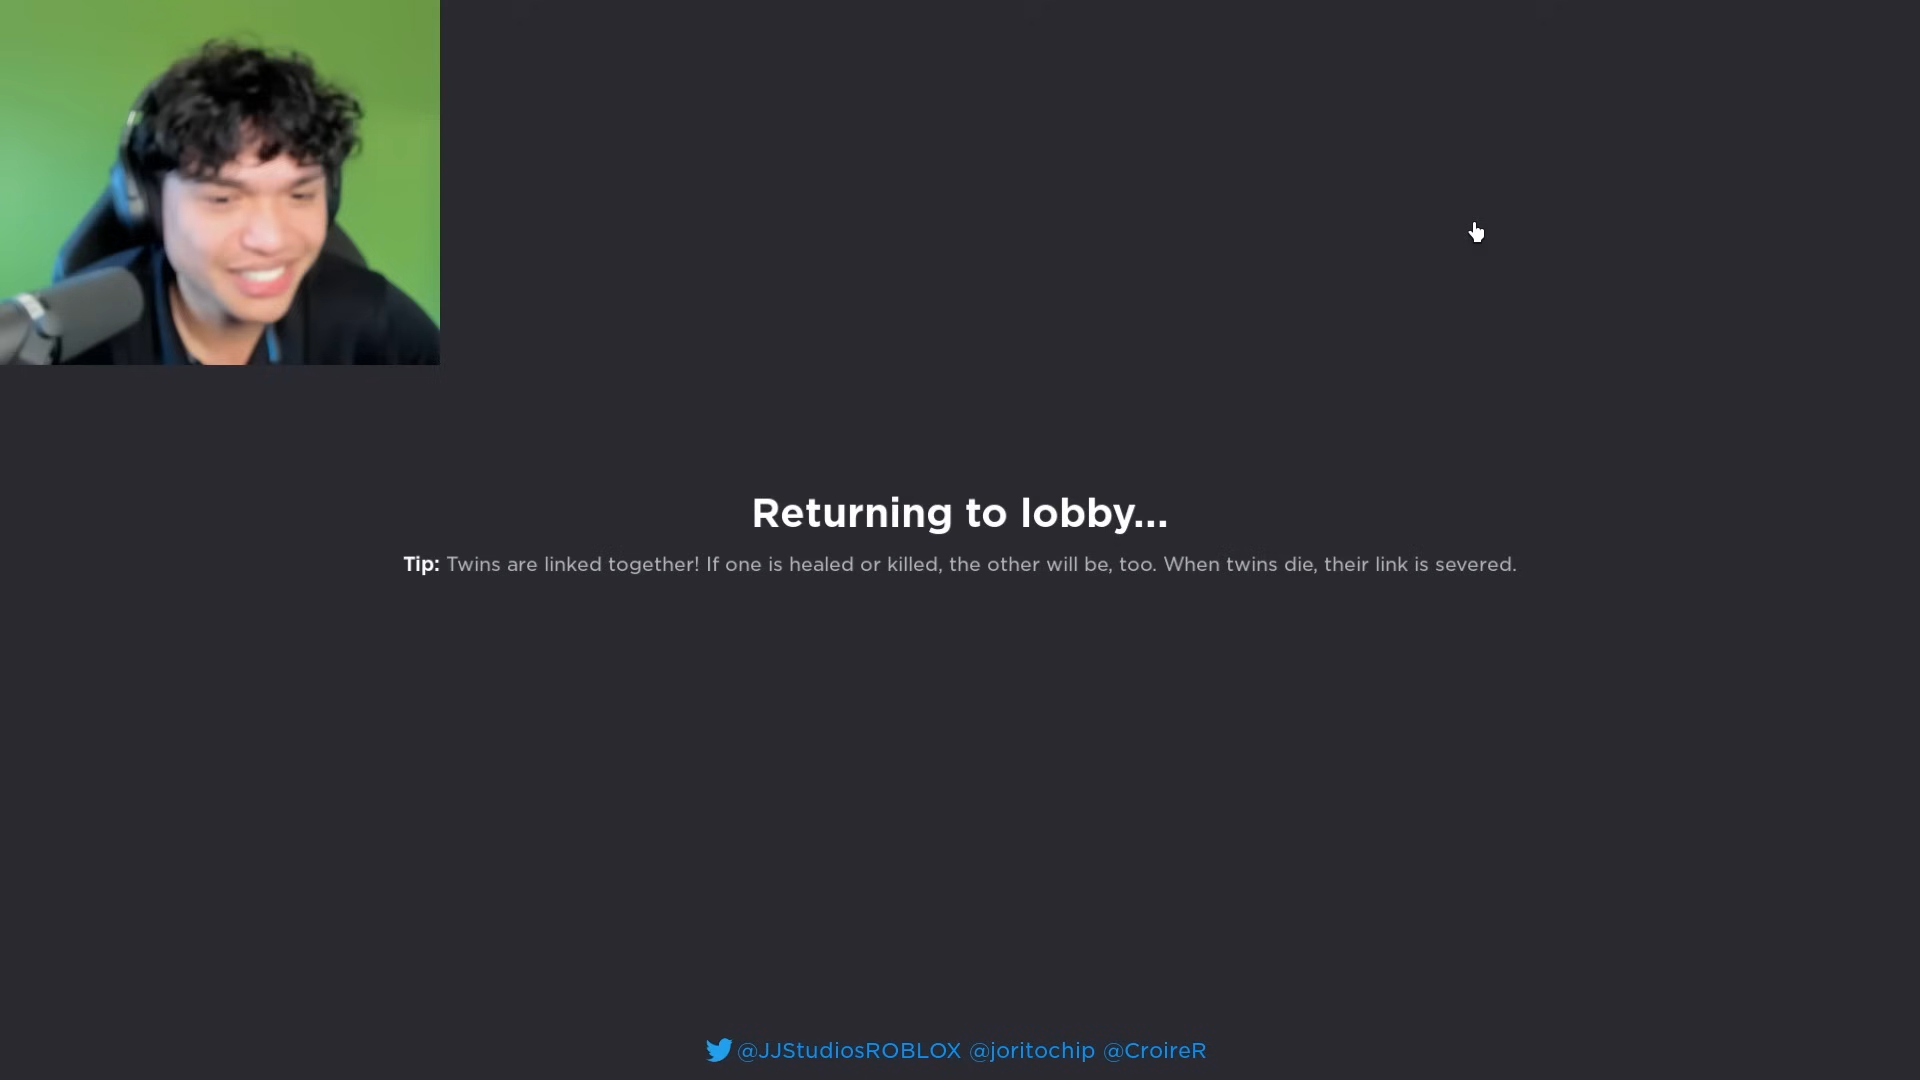 Returning to lobby...
Tip: Twins are linked together! If one is healed or killed, the other will be, too. When twins die, their link is severed.
@JJStudiosROBLOX @joritochip @CroireR